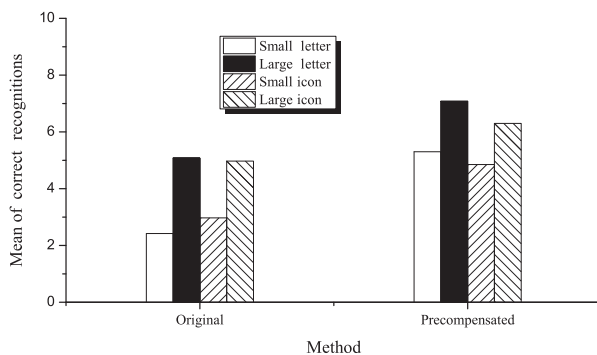 10
8
6
4
2
0
Mean of correct recognitions
Small letter
Large letter
Small icon
Large icon
Original
Precompensated
Method